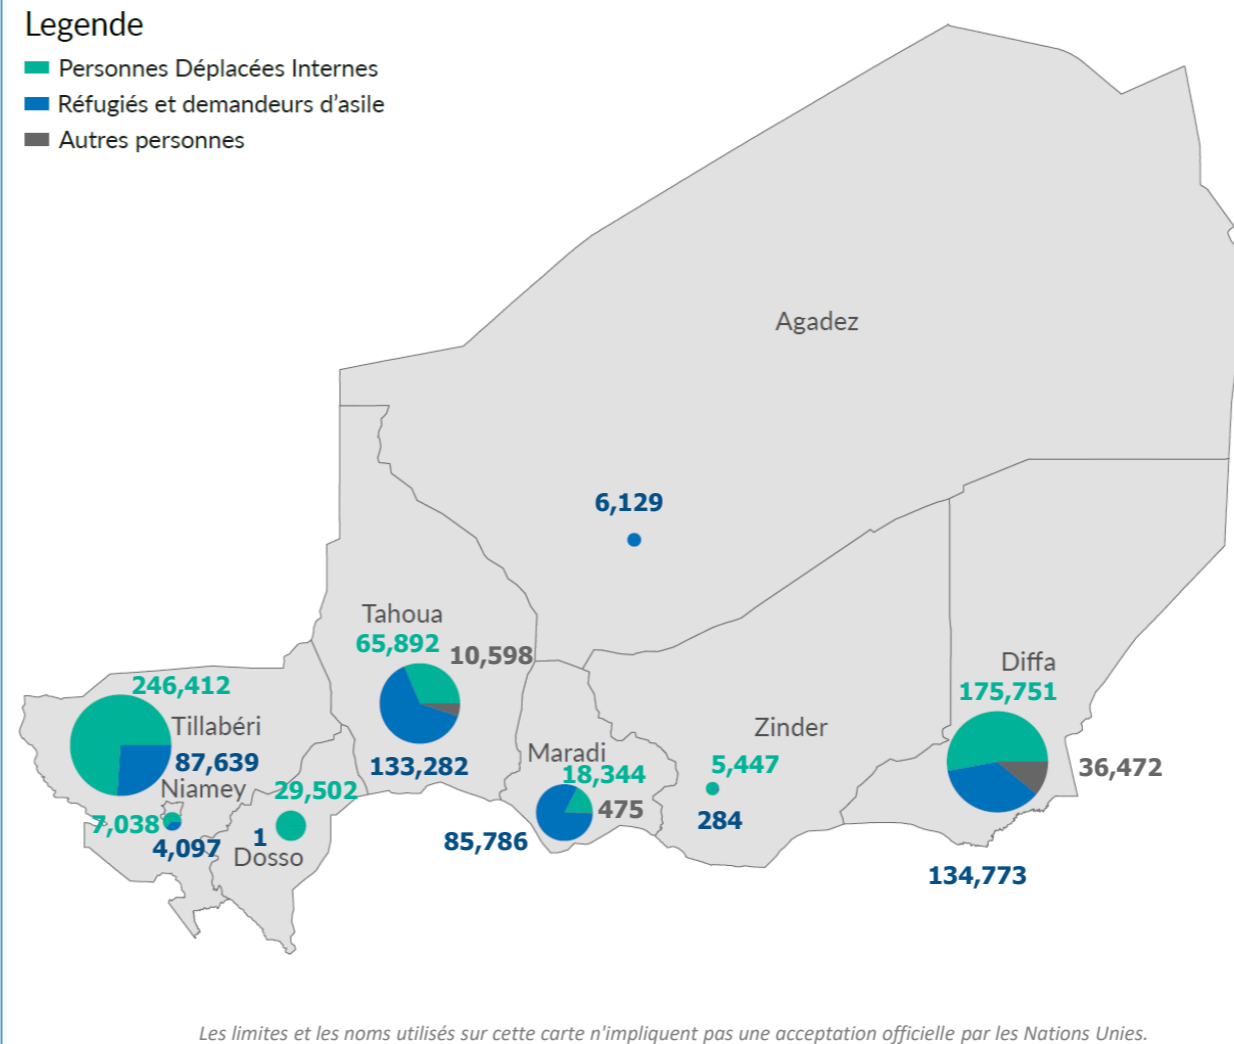 Legende
Personnes Déplacées Internes
Réfugiés et demandeurs d'asile
Autres personnes
Agadez
6,129
Tahoua
65,892
10,598
133,282
246,412
Tillabéri
87,639
Niamey
7,038
4,097
29,502
1
Dosso
Maradi
18,344
475
85,786
Zinder
5,447
284
Diffa
175,751
36,472
134,773
Les limites et les noms utilisés sur cette carte n'impliquent pas une acceptation officielle par les Nations Unies.